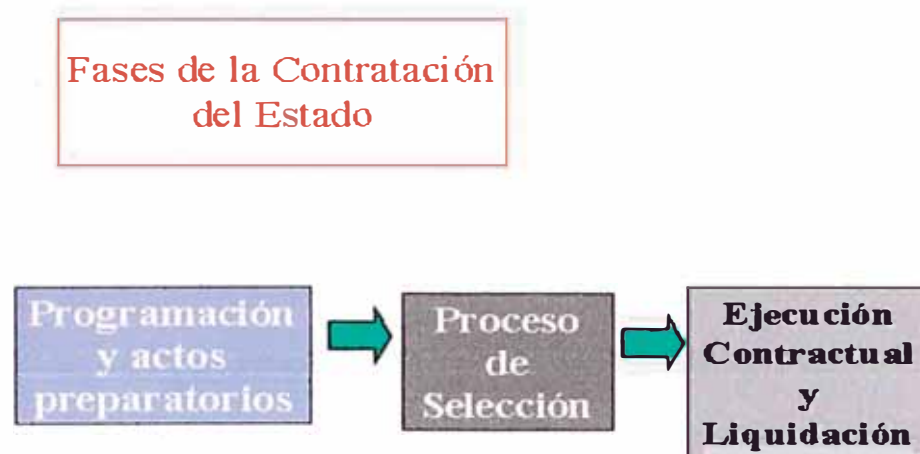 Fases de la Contratación
del Estado
Programación
y actos
preparatorios
Proceso
de
Selección
Ejecución
Contractual
y
Liquidación